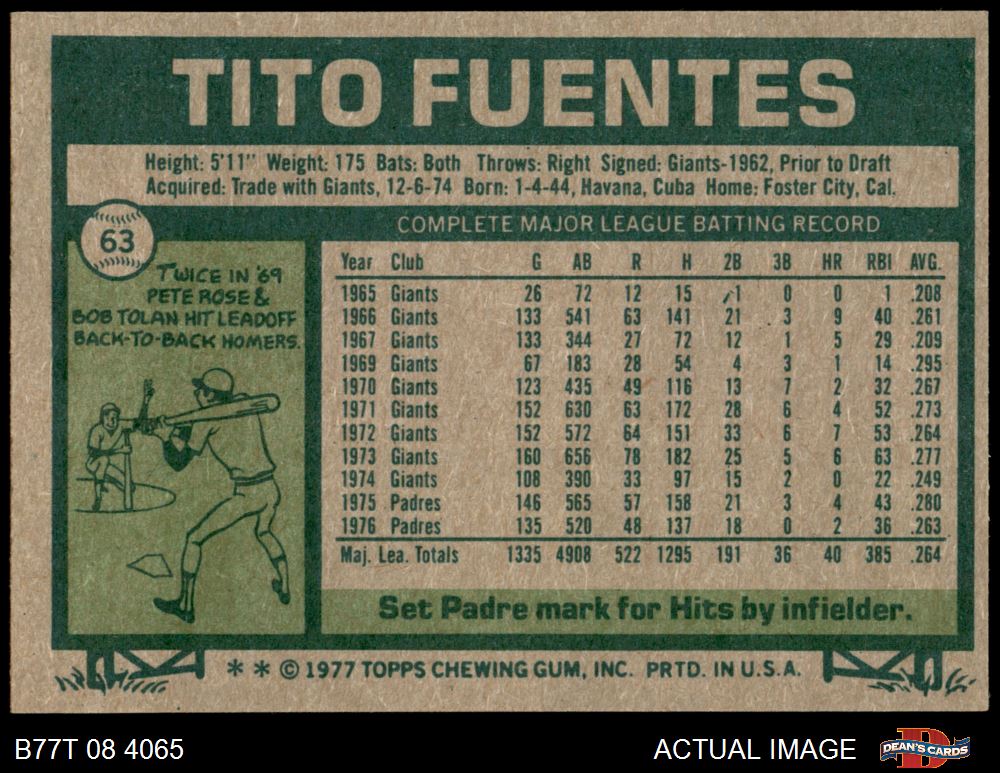 TITO FUENTES
Height: 5'11" Weight: 175 Bats: Both Throws: Right Signed: Giants-1962, Prior to Draft
Acquired: Trade with Giants, 12-6-74 Born: 1-4-44, Havana, Cuba Home: Foster City, Cal.
63
TWICE IN '69
PETE ROSE &
BOB TOLAN HIT LEADOFF
BACK-TO-BACK HOMERS.
COMPLETE MAJOR LEAGUE BATTING RECORD
Year Club G AB R H 2B 3B HR RBI AVG.
1965 Giants 26 72 12 15 1 0 0 1 .208
1966 Giants 133 541 63 141 21 3 9 40 .261
1967 Giants 133 344 27 72 12 1 5 29 .209
1969 Giants 67 183 28 54 4 3 1 14 .295
1970 Giants 123 435 49 116 13 7 2 32 .267
1971 Giants 152 630 63 172 28 6 4 52 .273
1972 Giants 152 572 64 151 33 6 7 53 .264
1973 Giants 160 656 78 182 25 5 6 63 .277
1974 Giants 108 390 33 97 15 2 0 22 .249
1975 Padres 146 565 57 158 21 3 4 43 .280
1976 Padres 135 520 48 137 18 0 2 36 .263
Maj. Lea. Totals 1335 4908 522 1295 191 36 40 385 .264
Set Padre mark for Hits by infielder.
* * © 1977 TOPPS CHEWING GUM, INC. PRTD. IN U.S.A.
B77T 08 4065 ACTUAL IMAGE DEAN'S CARDS